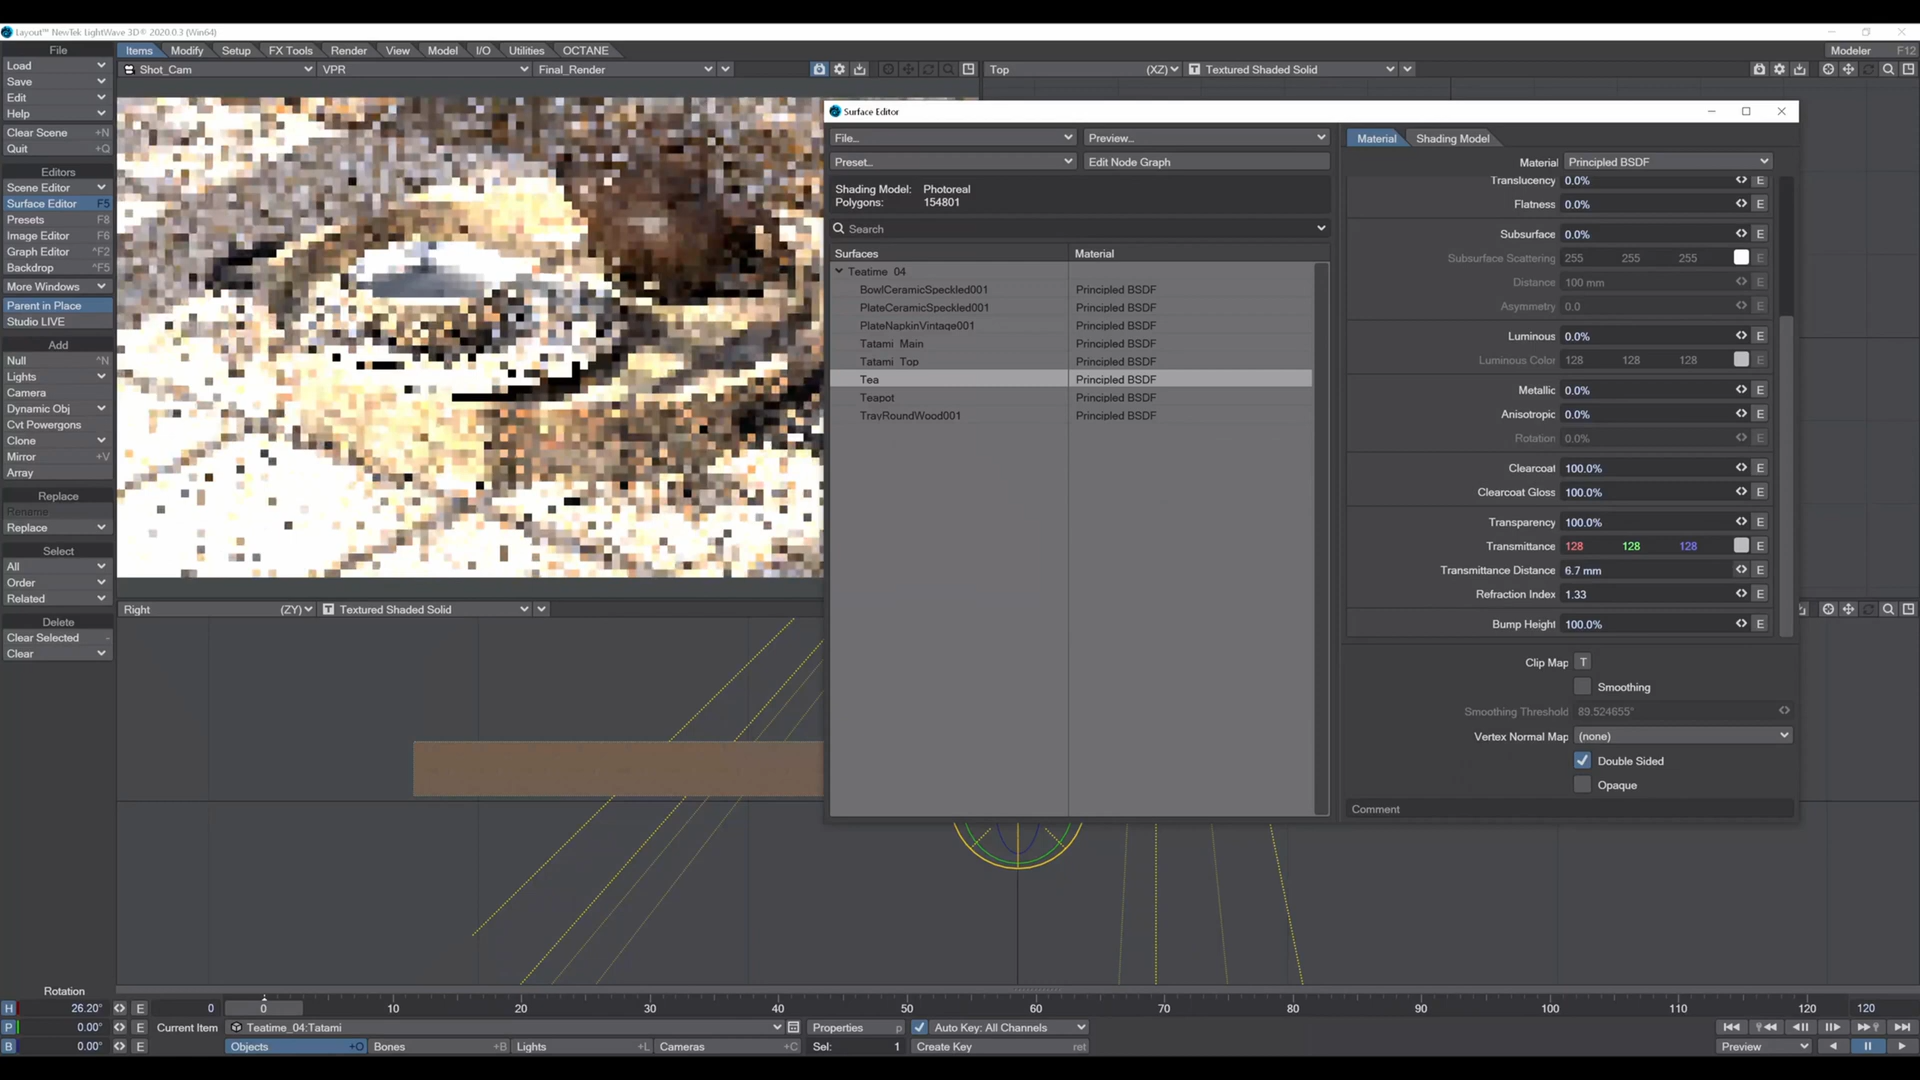 Layout™ NewTek LightWave 3D® 2020.0.3 (Win64)
File
Items
Modify
Setup
FX Tools
Render
View
Model
I/O
Utilities
OCTANE
Modeler F12
Load
Shot_Cam
VPR
Final_Render
Top
(XZ)
Textured Shaded Solid
Save
Edit
Help
Clear Scene +N
Quit +Q
Editors
Scene Editor
Surface Editor F5
Presets F8
Image Editor F6
Graph Editor ^F2
Backdrop ^F5
More Windows
Parent in Place
Studio LIVE
Add
Null ^N
Lights
Camera
Dynamic Obj
Cvt Powergons
Clone
Mirror +V
Array
Replace
Rename
Replace
Select
All
Order
Related
Delete
Clear Selected -
Clear
Surface Editor
File...
Preview...
Preset...
Edit Node Graph
Shading Model: Photoreal
Polygons: 154801
Search
Surfaces
Material
Teatime_04
BowlCeramicSpeckled001 Principled BSDF
PlateCeramicSpeckled001 Principled BSDF
PlateNapkinVintage001 Principled BSDF
Tatami_Main Principled BSDF
Tatami_Top Principled BSDF
Tea Principled BSDF
Teapot Principled BSDF
TrayRoundWood001 Principled BSDF
Material
Shading Model
Material Principled BSDF
Translucency 0.0% E
Flatness 0.0% E
Subsurface 0.0% E
Subsurface Scattering 255 255 255 E
Distance 100 mm E
Asymmetry 0.0 E
Luminous 0.0% E
Luminous Color 128 128 128 E
Metallic 0.0% E
Anisotropic 0.0% E
Rotation 0.0% E
Clearcoat 100.0% E
Clearcoat Gloss 100.0% E
Transparency 100.0% E
Transmittance 128 128 128 E
Transmittance Distance 6.7 mm E
Refraction Index 1.33 E
Bump Height 100.0% E
Clip Map T
Smoothing
Smoothing Threshold 89.524655°
Vertex Normal Map (none)
Double Sided
Opaque
Comment
Right
(ZY)
Textured Shaded Solid
Rotation
H 26.20° E
P 0.00° E
B 0.00° E
0 0 10 20 30 40 50 60 70 80 90 100 110 120 120
Current Item Teatime_04:Tatami
Properties p
Auto Key: All Channels
Objects +O
Bones +B
Lights +L
Cameras +C
Sel: 1
Create Key ret
Preview